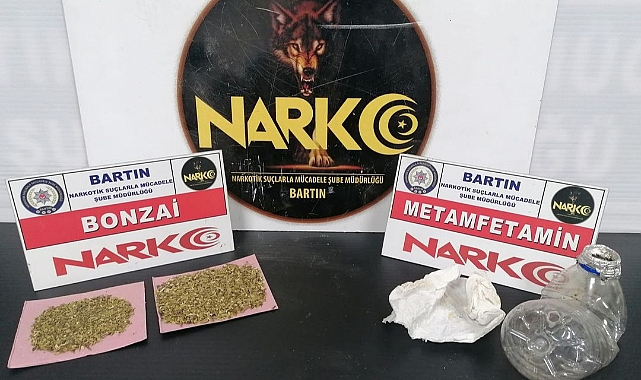 NARKO
NARKOTİK SUÇLARLA MÜCADELE ŞUBE MÜDÜRLÜĞÜ
BARTIN
BARTIN
NARKOTİK SUÇLARLA MÜCADELE
ŞUBE MÜDÜRLÜĞÜ
NARKO
BONZAİ
NARKO
BARTIN
NARKOTİK SUÇLARLA MÜCADELE
ŞUBE MÜDÜRLÜĞÜ
NARKO
METAMFETAMİN
NARKO